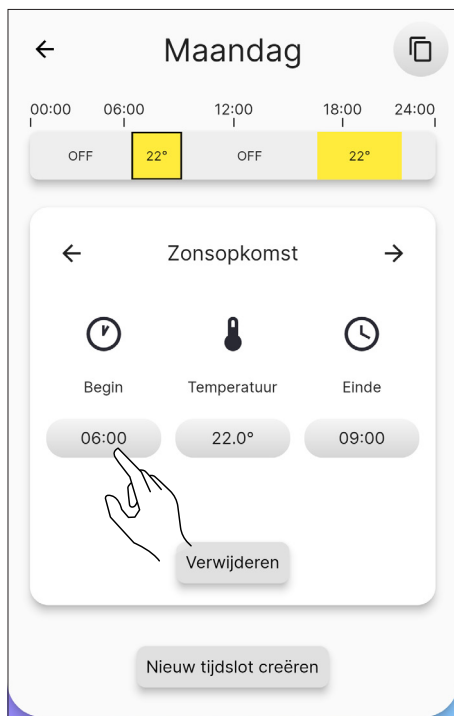 Maandag
00:00 06:00 12:00 18:00 24:00
OFF 22° OFF 22°
Zonsopkomst
Begin Temperatuur Einde
06:00 22.0° 09:00
Verwijderen
Nieuw tijdslot creëren